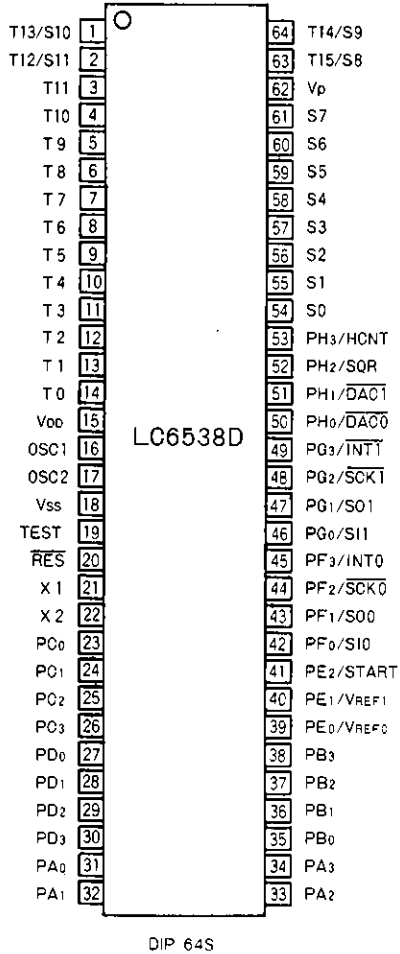 T13/S10 1 64 T14/S9
T12/S11 2 63 T15/S8
T11 3 62 Vp
T10 4 61 S7
T9 5 60 S6
T8 6 59 S5
T7 7 58 S4
T6 8 57 S3
T5 9 56 S2
T4 10 55 S1
T3 11 54 S0
T2 12 53 PH3/HCNT
T1 13 52 PH2/SQR
T0 14 51 PH1/DAC1
VDD 15 50 PH0/DAC0
LC6538D
OSC1 16 49 PG3/INT1
OSC2 17 48 PG2/SCK1
Vss 18 47 PG1/SO1
TEST 19 46 PG0/SI1
RES 20 45 PF3/INT0
X1 21 44 PF2/SCK0
X2 22 43 PF1/SO0
PC0 23 42 PF0/SI0
PC1 24 41 PE2/START
PC2 25 40 PE1/VREF1
PC3 26 39 PE0/VREF0
PD0 27 38 PB3
PD1 28 37 PB2
PD2 29 36 PB1
PD3 30 35 PB0
PA0 31 34 PA3
PA1 32 33 PA2
DIP 64S